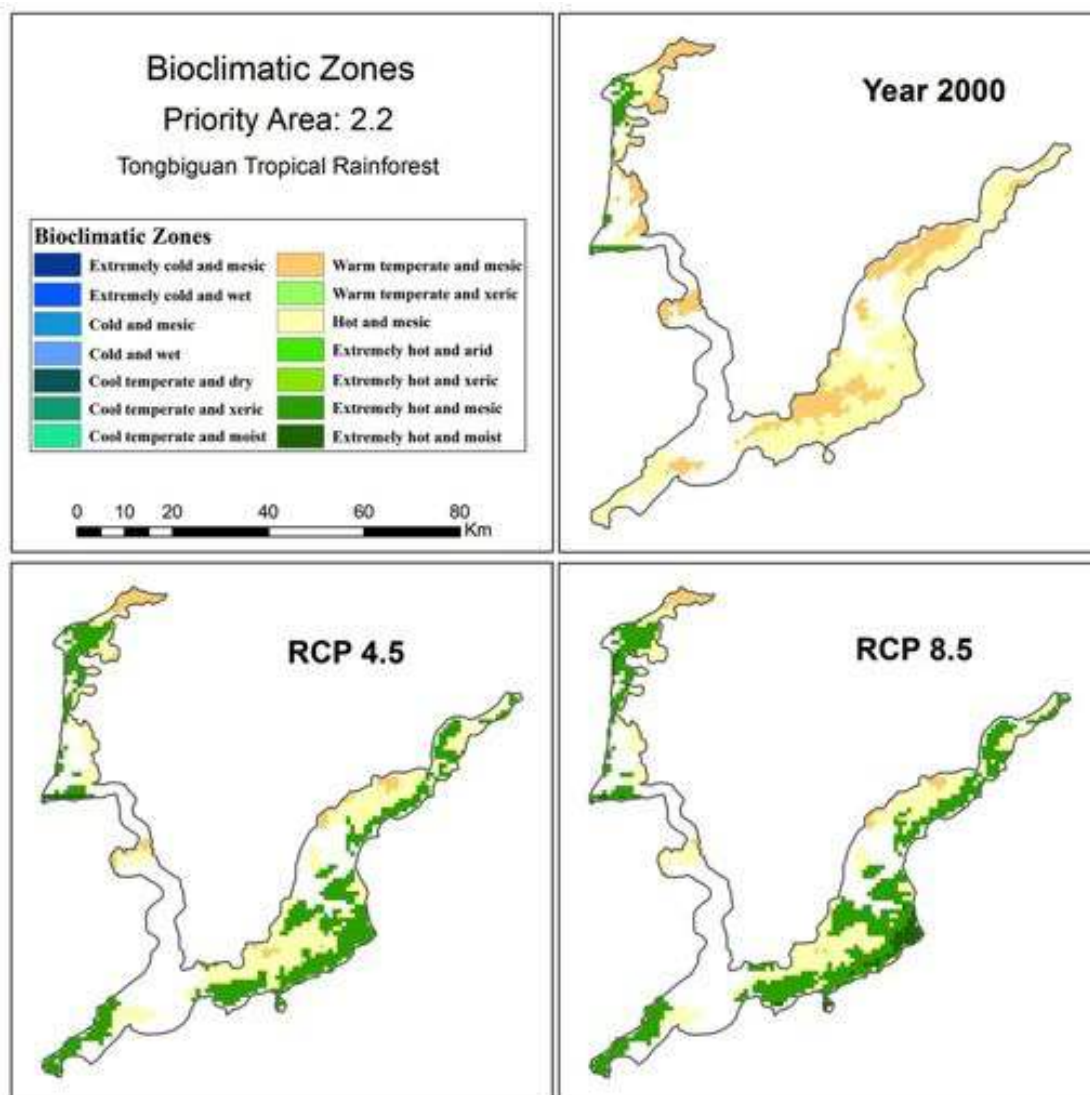 Bioclimatic Zones
Priority Area: 2.2
Tongbiguan Tropical Rainforest
Bioclimatic Zones
Extremely cold and mesic
Extremely cold and wet
Cold and mesic
Cold and wet
Cool temperate and dry
Cool temperate and xeric
Cool temperate and moist
Warm temperate and mesic
Warm temperate and xeric
Hot and mesic
Extremely hot and arid
Extremely hot and xeric
Extremely hot and mesic
Extremely hot and moist
0 10 20 40 60 80
Km
Year 2000
RCP 4.5
RCP 8.5